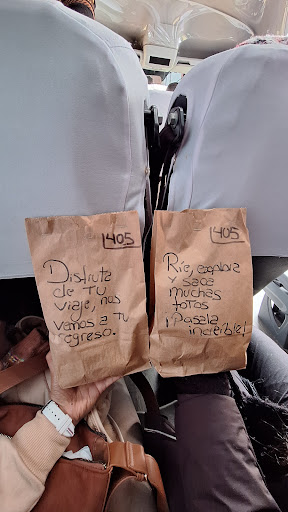 1405
Disfruta
de Tu
viaje, nos
vemos a Tu
regreso.
1405
Ríe, explora
y saca
muchas
fotos
¡Pasala
increíble!